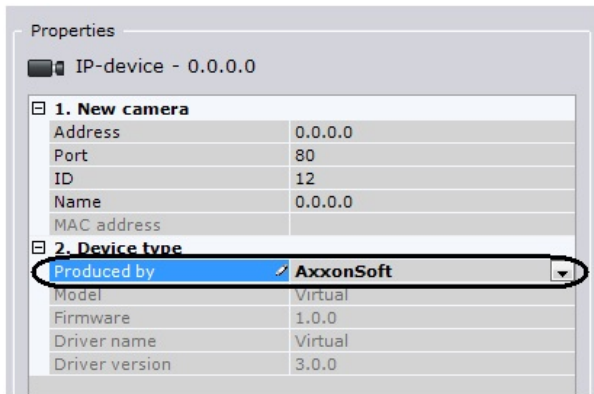 Properties
IP-device - 0.0.0.0
1. New camera
Address 0.0.0.0
Port 80
ID 12
Name 0.0.0.0
MAC address
2. Device type
Produced by AxxonSoft
Model Virtual
Firmware 1.0.0
Driver name Virtual
Driver version 3.0.0